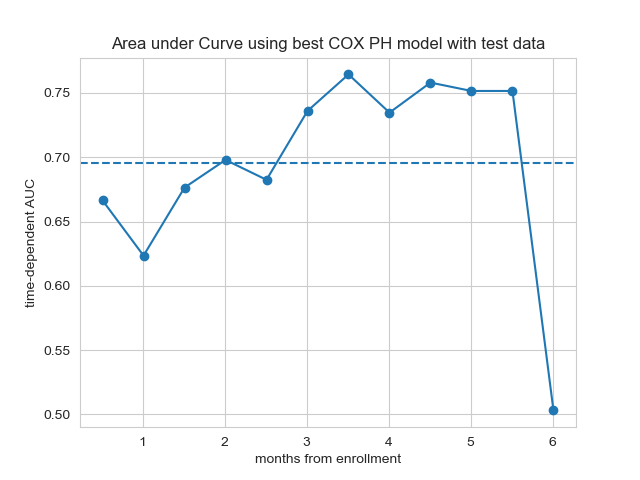 Area under Curve using best COX PH model with test data
time-dependent AUC
0.75
0.70
0.65
0.60
0.55
0.50
1 2 3 4 5 6
months from enrollment